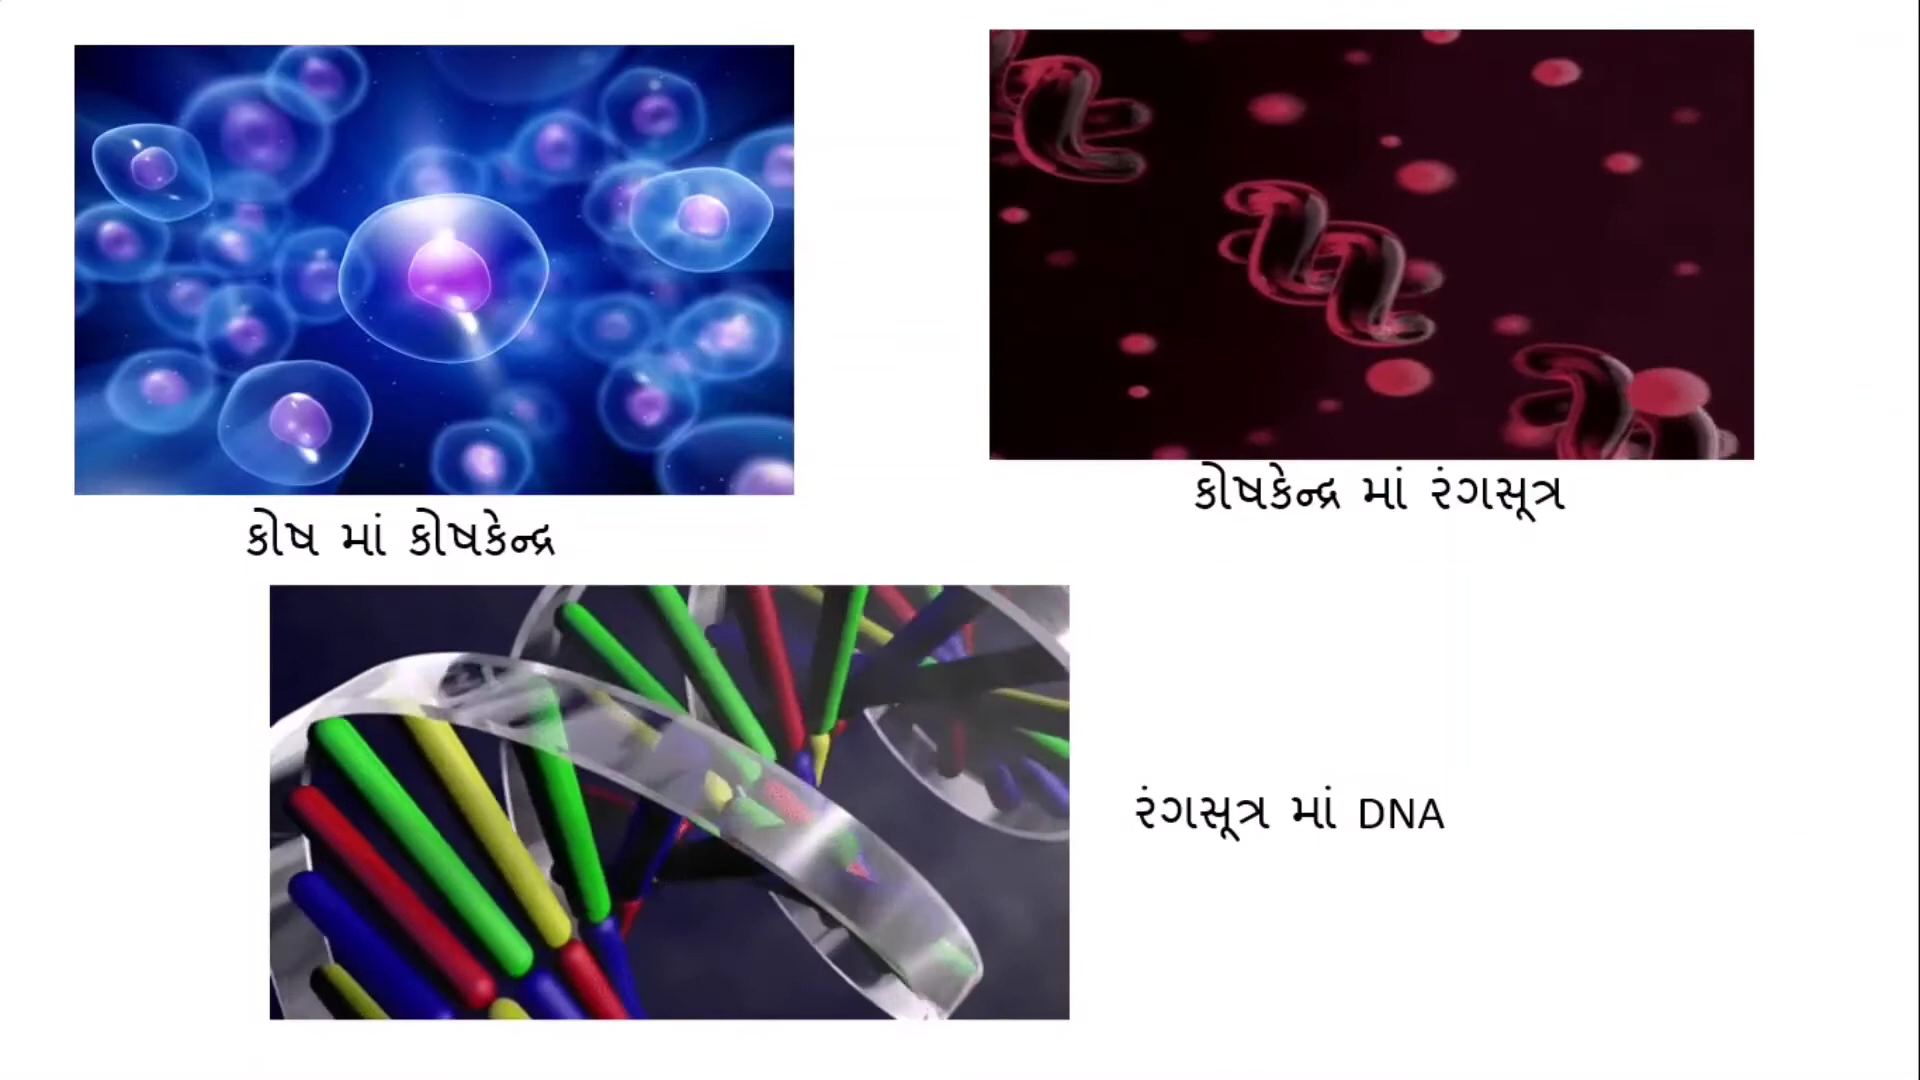 કોષ માં કોષકેન્દ્ર
કોષકેન્દ્ર માં રંગસૂત્ર
રંગસૂત્ર માં DNA